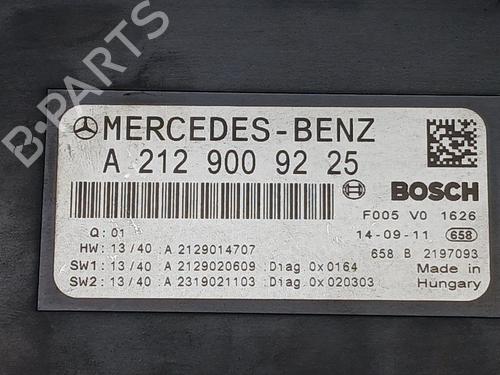 B-PARTS
MERCEDES-BENZ
A 212 900 92 25
BOSCH
F005 V0 1626
Q: 01
14-09-11 658
HW: 13/40 :A 2129014707
658 B 2197093
SW1: 13/40 :A 2129020609 :Diag 0x0164
Made in
SW2: 13/40 :A 2319021103 :Diag 0x020303
Hungary